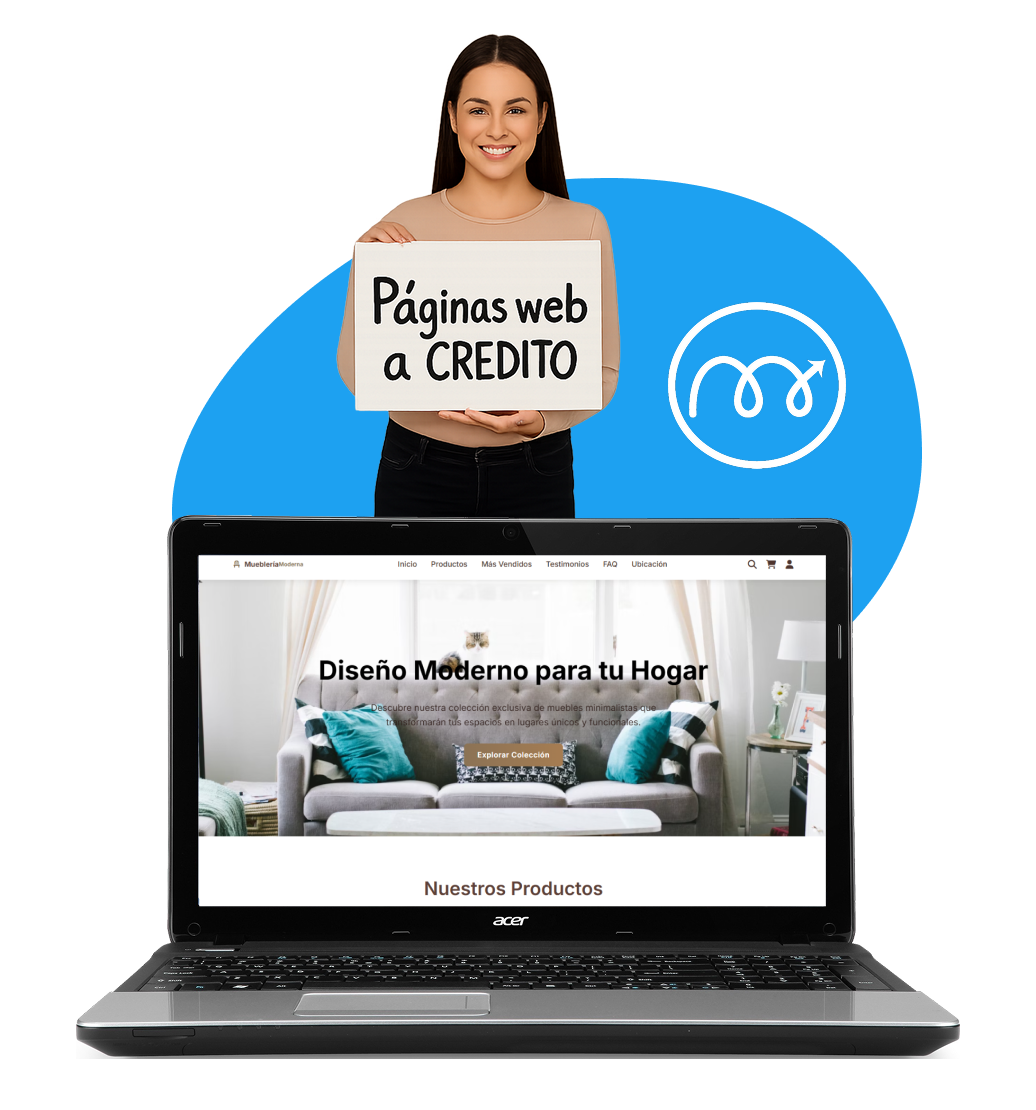 Páginas web
a CREDITO
MubleríaModerna
Inicio Productos Más Vendidos Testimonios FAQ Ubicación
Diseño Moderno para tu Hogar
Descubre nuestra colección exclusiva de muebles minimalistas que
transformarán tus espacios en lugares únicos y funcionales.
Explorar Colección
Nuestros Productos
acer